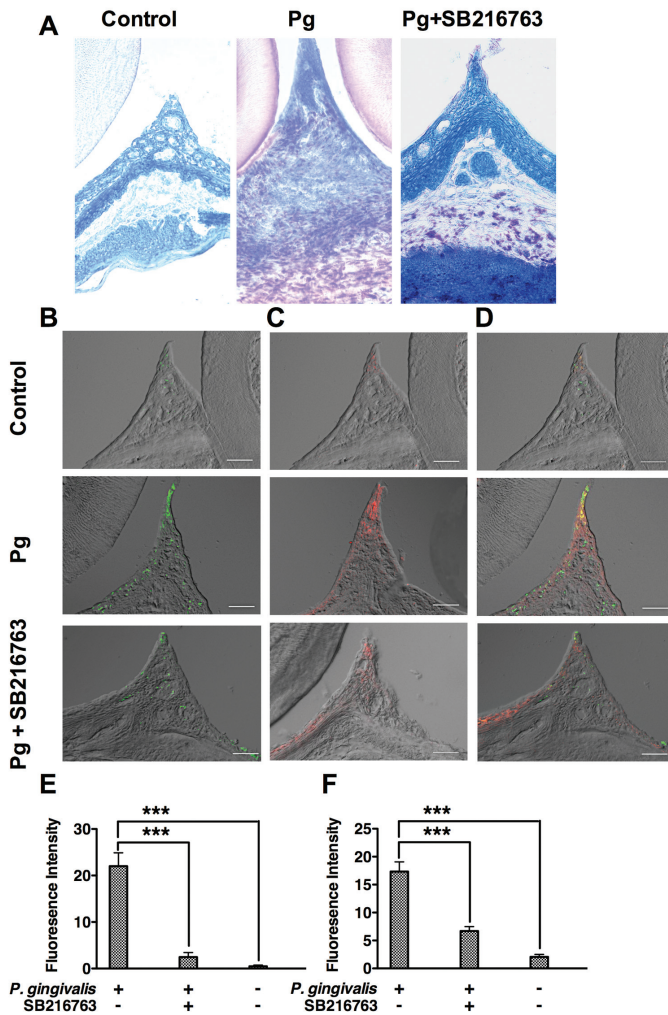 A
Control
Pg
Pg+SB216763
B
C
D
Control
Pg
Pg + SB216763
E
F
***
***
Fluoresence Intensity
30
20
10
0
P. gingivalis + + -
SB216763 - + -
***
***
Fluoresence Intensity
25
20
15
10
5
0
P. gingivalis + + -
SB216763 - + -